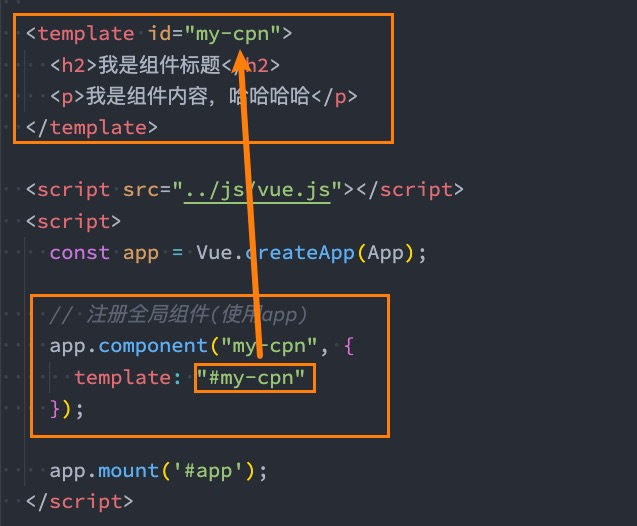 <template id="my-cpn">
<h2>我是组件标题</h2>
<p>我是组件内容，哈哈哈哈</p>
</template>
<script src="../js/vue.js"></script>
<script>
const app = Vue.createApp(App);
// 注册全局组件(使用app)
app.component("my-cpn", {
template: "#my-cpn"
});
app.mount('#app');
</script>